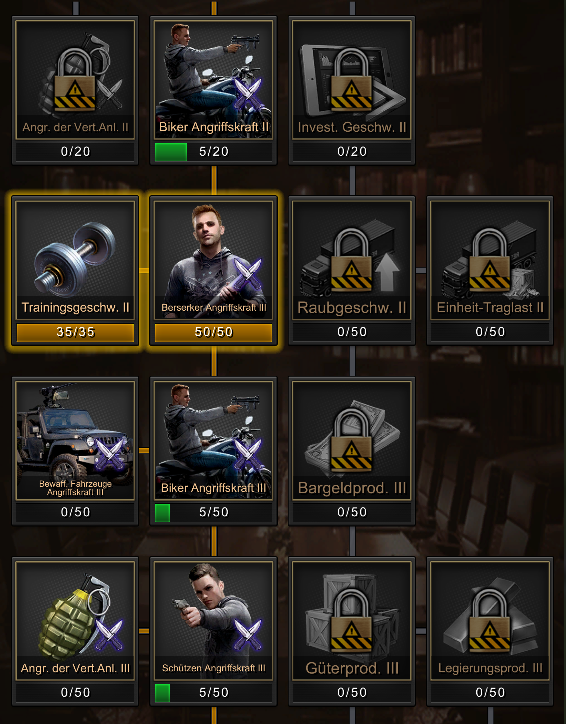 Angr. der Vert.Anl. II
Biker Angriffskraft II
Invest. Geschw. II
0/20
5/20
0/20
Trainingsgeschw. II
Berserker Angriffskraft III
Raubgeschw. II
Einheit-Traglast II
35/35
50/50
0/50
0/50
Bewaff. Fahrzeuge
Angriffskraft III
Biker Angriffskraft III
Bargeldprod. III
0/50
5/50
0/50
Angr. der Vert.Anl. III
Schützen Angriffskraft III
Güterprod. III
Legierungsprod. III
0/50
5/50
0/50
0/50